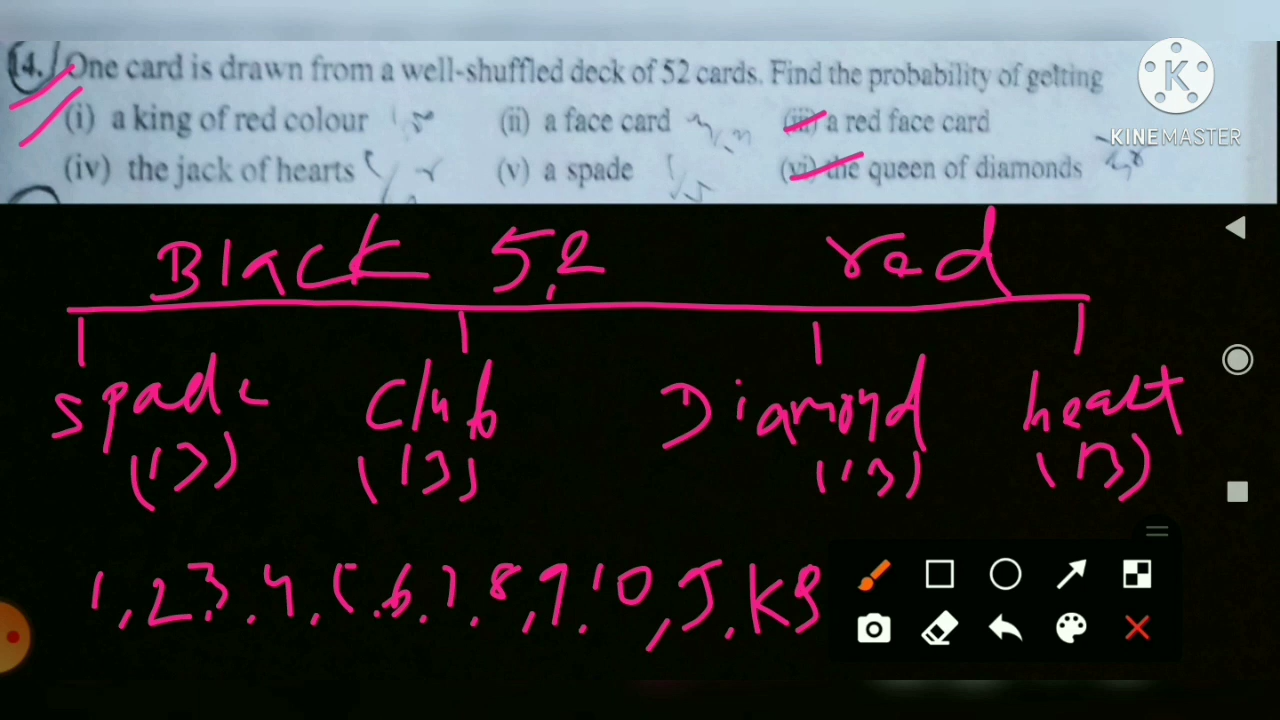 14. One card is drawn from a well-shuffled deck of 52 cards. Find the probability of getting
(i) a king of red colour (ii) a face card (iii) a red face card
(iv) the jack of hearts (v) a spade (vi) the queen of diamonds
K
KINEMASTER
Black 52 red
Spade Club Diamond heart
(13) (13) (13) (13)
1, 2, 3, 4, 5, 6, 7, 8, 9, 10, J, K